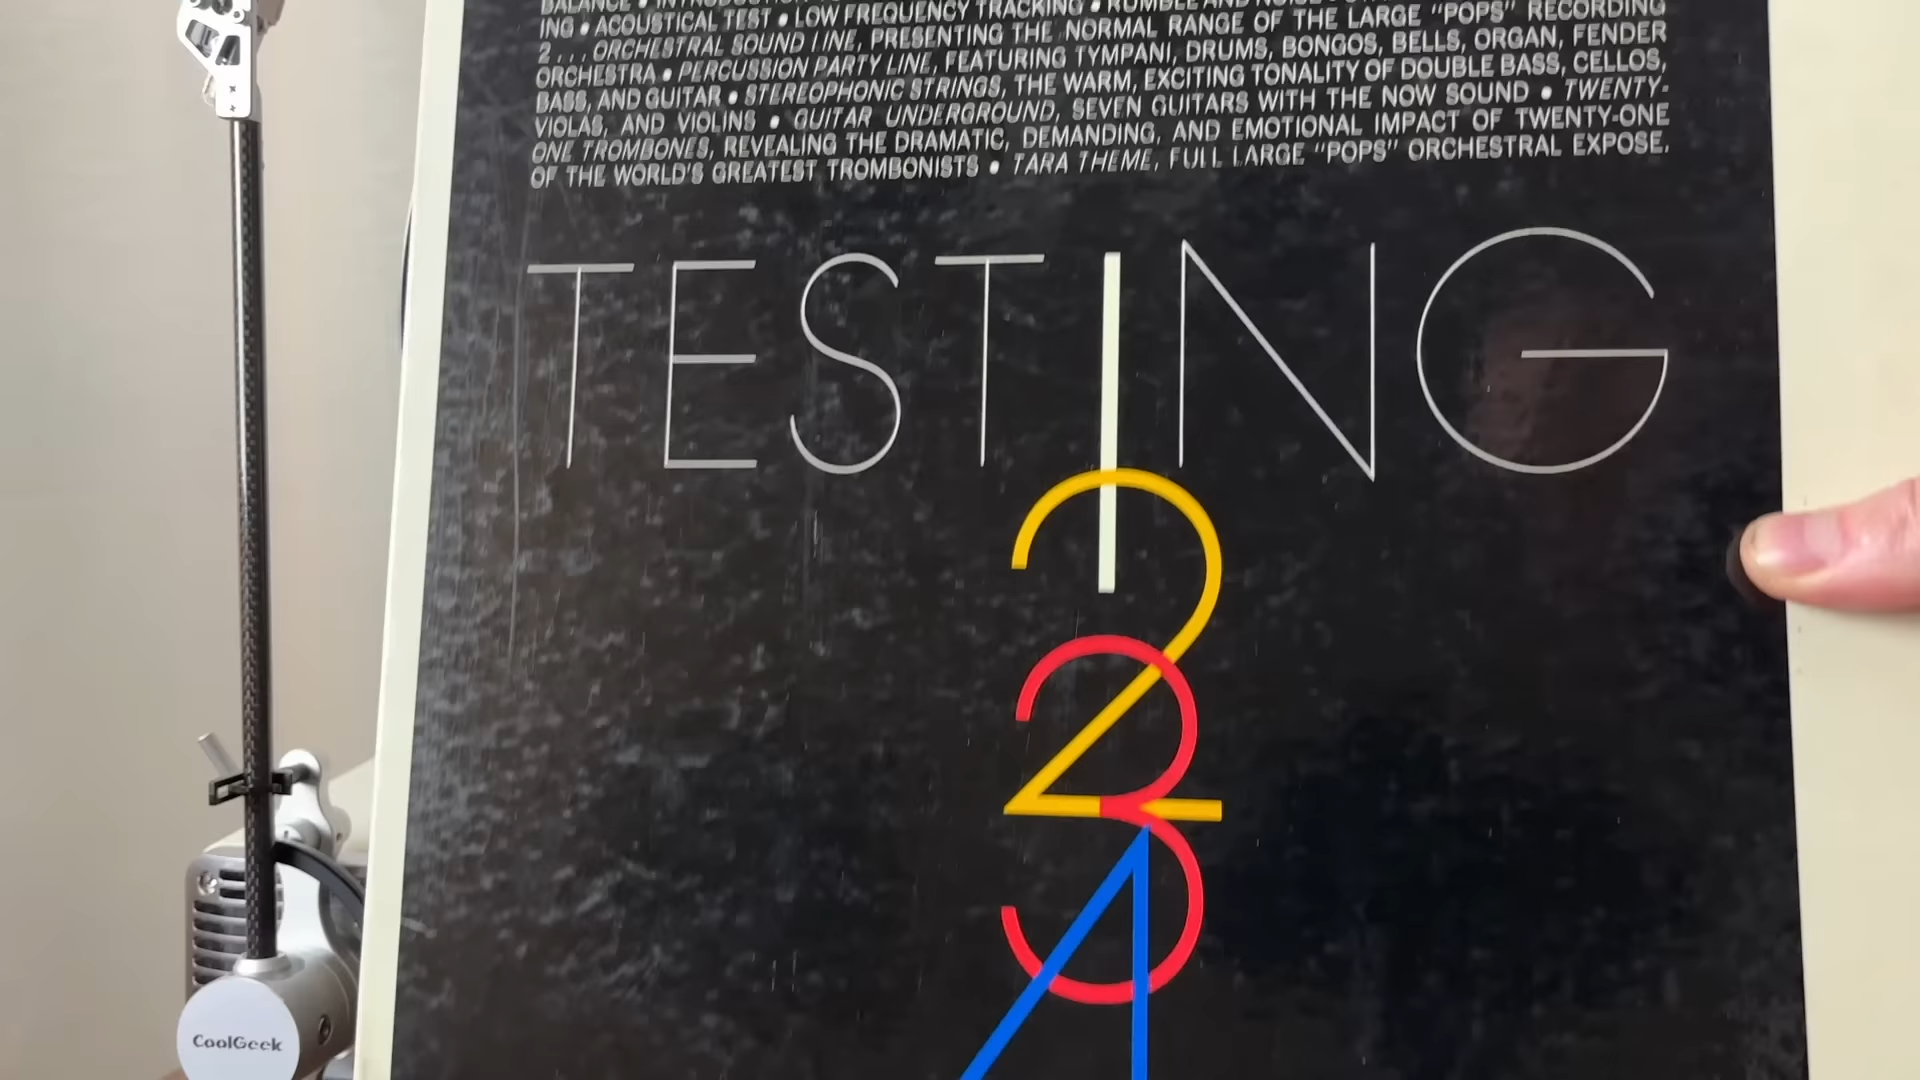 BALANCE •
ING • ACOUSTICAL TEST • LOW FREQUENCY TRACKING • RUMBLE AND NOISE
2 . . . ORCHESTRAL SOUND LINE, PRESENTING THE NORMAL RANGE OF THE LARGE "POPS" RECORDING
ORCHESTRA • PERCUSSION PARTY LINE, FEATURING TYMPANI, DRUMS, BONGOS, BELLS, ORGAN, FENDER
BASS, AND GUITAR • STEREOPHONIC STRINGS, THE WARM, EXCITING TONALITY OF DOUBLE BASS, CELLOS,
VIOLAS, AND VIOLINS • GUITAR UNDERGROUND, SEVEN GUITARS WITH THE NOW SOUND • TWENTY-
ONE TROMBONES, REVEALING THE DRAMATIC, DEMANDING, AND EMOTIONAL IMPACT OF TWENTY-ONE
OF THE WORLD'S GREATEST TROMBONISTS • TARA THEME, FULL LARGE "POPS" ORCHESTRAL EXPOSE.
TESTING
2
3
4
CoolGeek